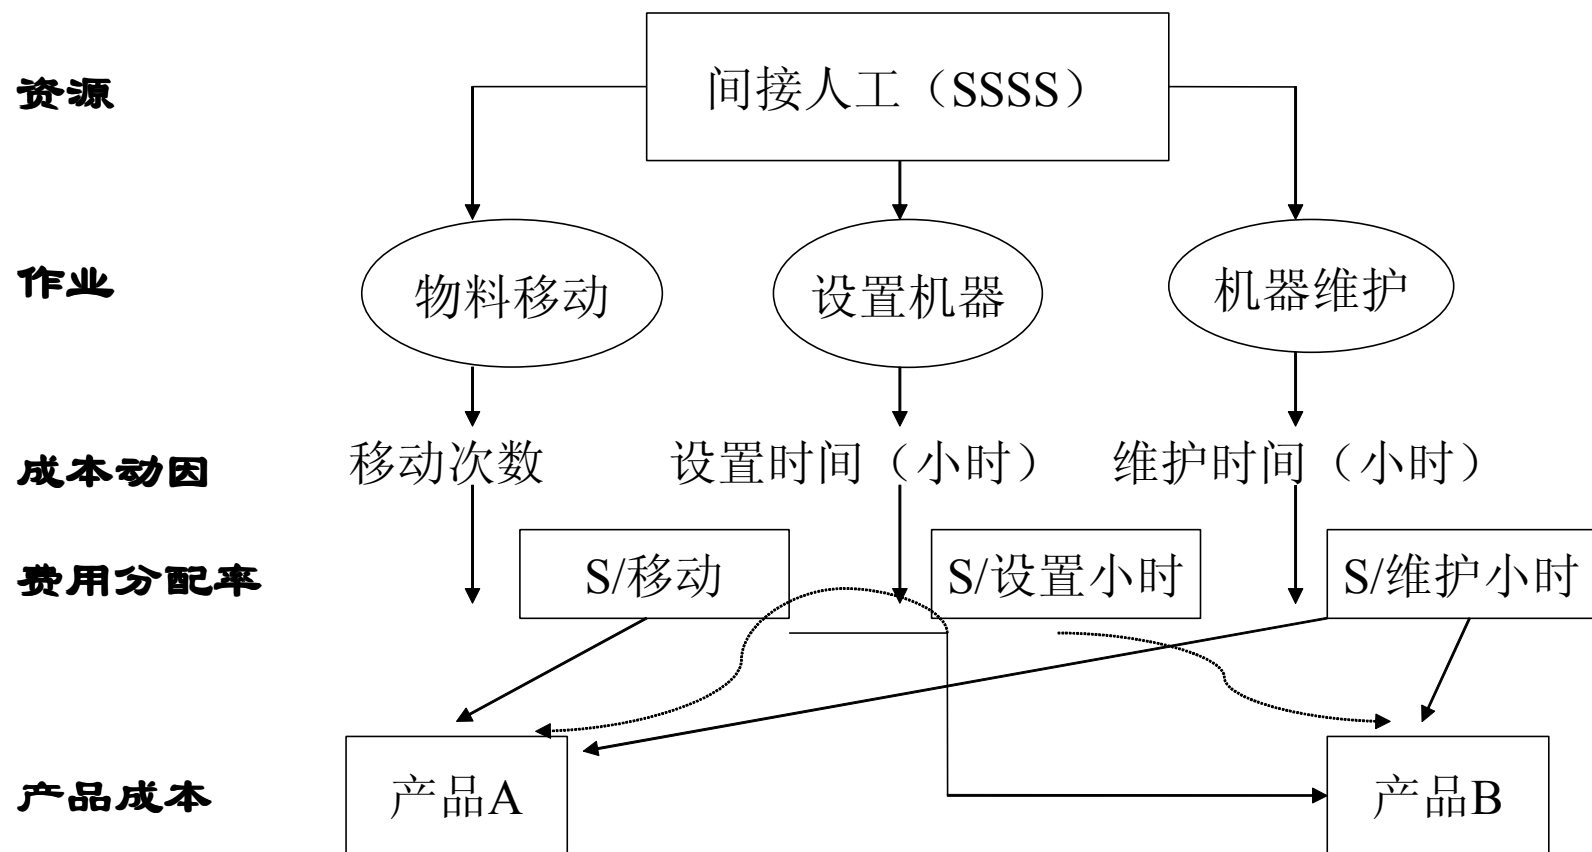 资源
间接人工（SSSS）
作业
物料移动
设置机器
机器维护
成本动因
移动次数
设置时间（小时）
维护时间（小时）
费用分配率
S/移动
S/设置小时
S/维护小时
产品成本
产品A
产品B